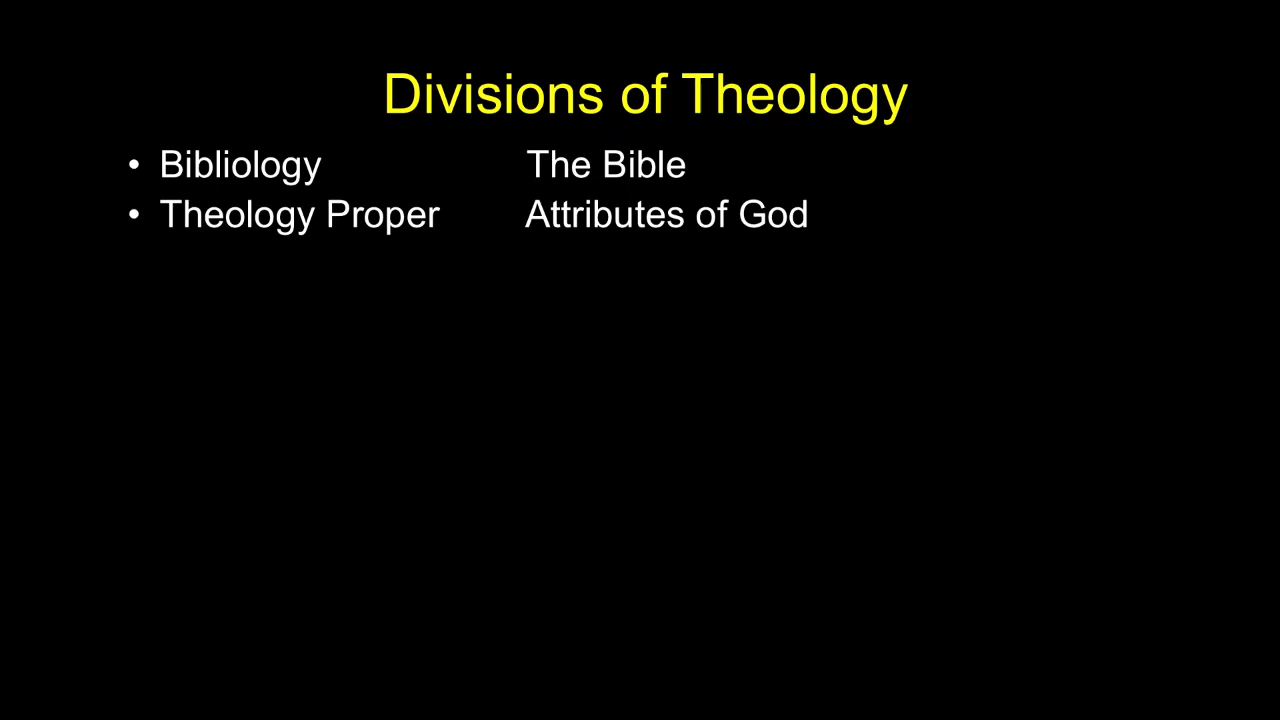 Divisions of Theology
• Bibliology The Bible
• Theology Proper Attributes of God